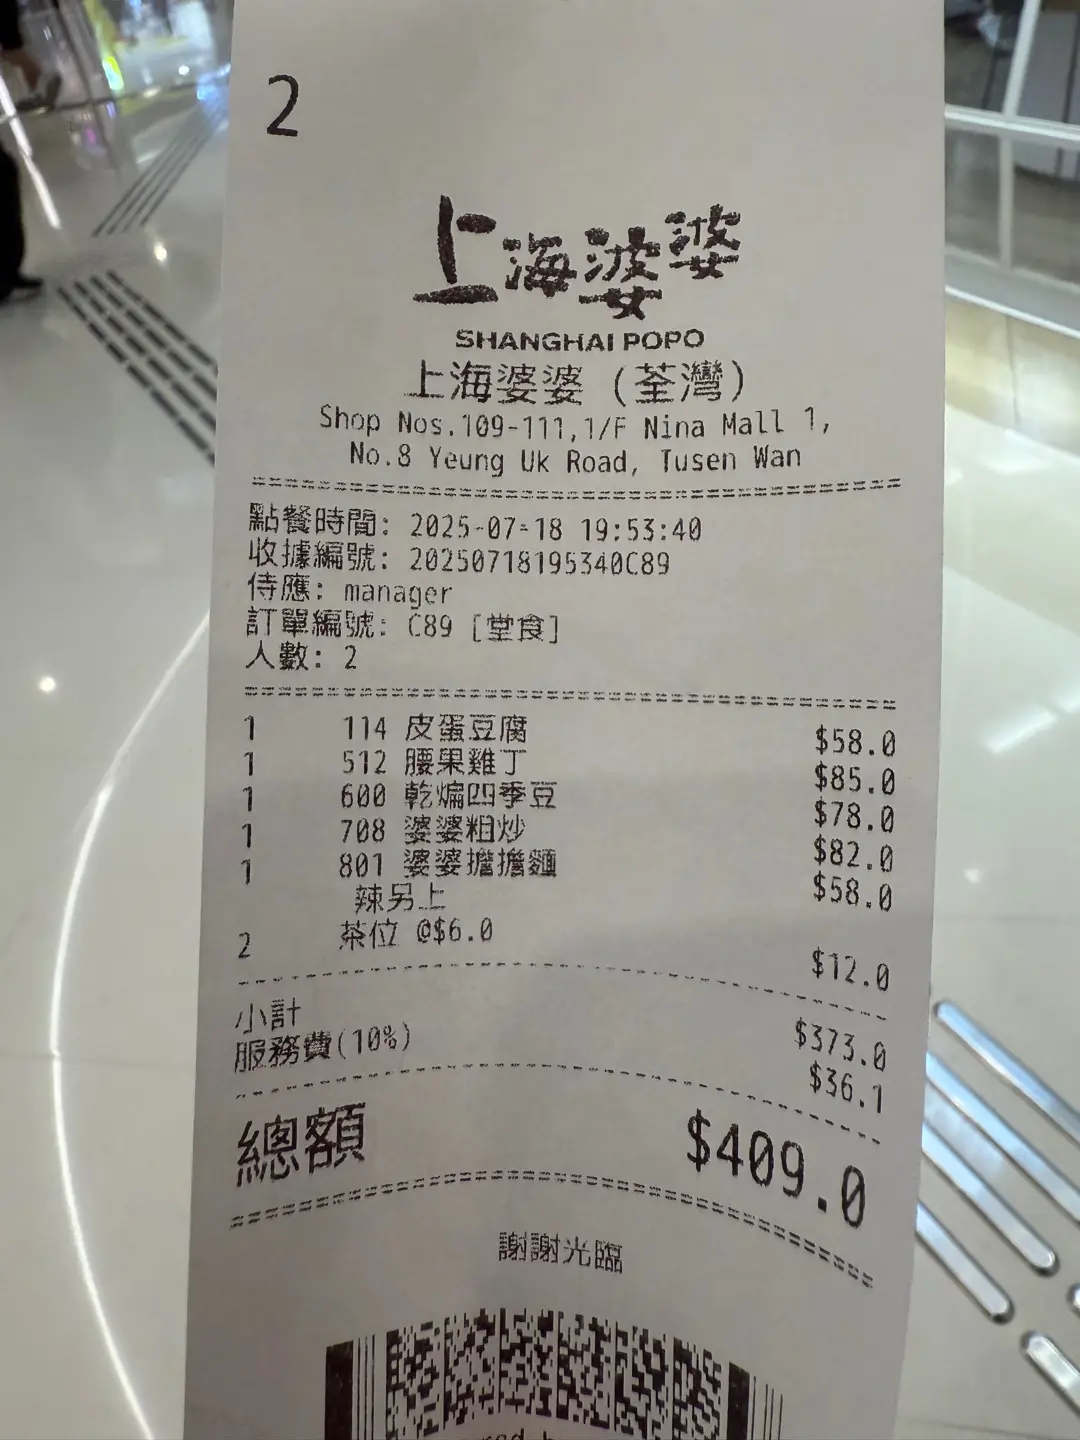 2
上海婆婆
SHANGHAI POPO
上海婆婆 (荃灣)
Shop Nos.109-111,1/F Nina Mall 1,
No.8 Yeung Uk Road, Tusen Wan
點餐時間: 2025-07-18 19:53:40
收據編號: 20250718195340C89
侍應: manager
訂單編號: C89 [堂食]
人數: 2
1 114 皮蛋豆腐 $58.0
1 512 腰果雞丁 $85.0
1 600 乾煸四季豆 $78.0
1 708 婆婆粗炒 $82.0
1 801 婆婆擔擔麵 $58.0
辣另上
2 茶位 @$6.0 $12.0
小計 $373.0
服務費(10%) $36.1
總額 $409.0
謝謝光臨